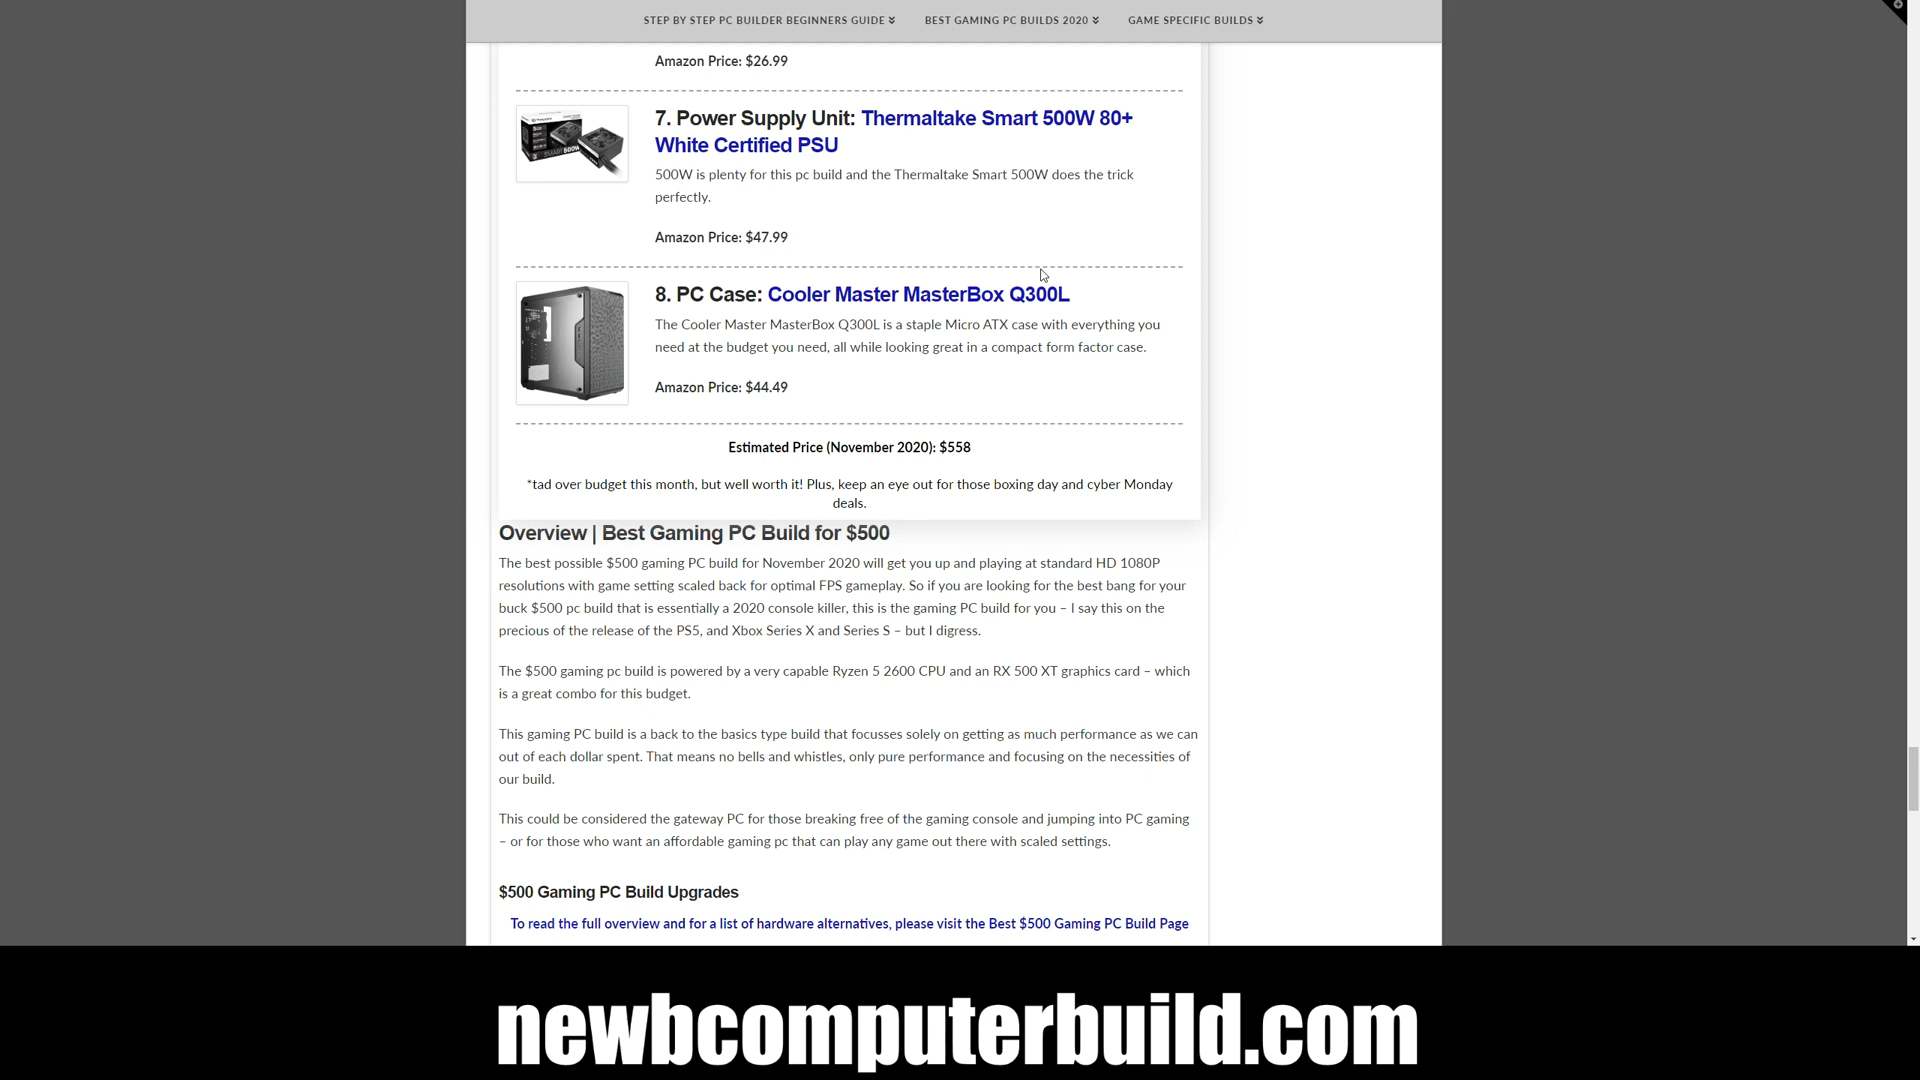 STEP BY STEP PC BUILDER BEGINNERS GUIDE BEST GAMING PC BUILDS 2020 GAME SPECIFIC BUILDS
Amazon Price: $26.99
7. Power Supply Unit: Thermaltake Smart 500W 80+
White Certified PSU
500W is plenty for this pc build and the Thermaltake Smart 500W does the trick
perfectly.
Amazon Price: $47.99
8. PC Case: Cooler Master MasterBox Q300L
The Cooler Master MasterBox Q300L is a staple Micro ATX case with everything you
need at the budget you need, all while looking great in a compact form factor case.
Amazon Price: $44.49
Estimated Price (November 2020): $558
*tad over budget this month, but well worth it! Plus, keep an eye out for those boxing day and cyber Monday
deals.
Overview | Best Gaming PC Build for $500
The best possible $500 gaming PC build for November 2020 will get you up and playing at standard HD 1080P
resolutions with game setting scaled back for optimal FPS gameplay. So if you are looking for the best bang for your
buck $500 pc build that is essentially a 2020 console killer, this is the gaming PC build for you – I say this on the
precious of the release of the PS5, and Xbox Series X and Series S – but I digress.
The $500 gaming pc build is powered by a very capable Ryzen 5 2600 CPU and an RX 500 XT graphics card – which
is a great combo for this budget.
This gaming PC build is a back to the basics type build that focusses solely on getting as much performance as we can
out of each dollar spent. That means no bells and whistles, only pure performance and focusing on the necessities of
our build.
This could be considered the gateway PC for those breaking free of the gaming console and jumping into PC gaming
– or for those who want an affordable gaming pc that can play any game out there with scaled settings.
$500 Gaming PC Build Upgrades
To read the full overview and for a list of hardware alternatives, please visit the Best $500 Gaming PC Build Page
newbcomputerbuild.com